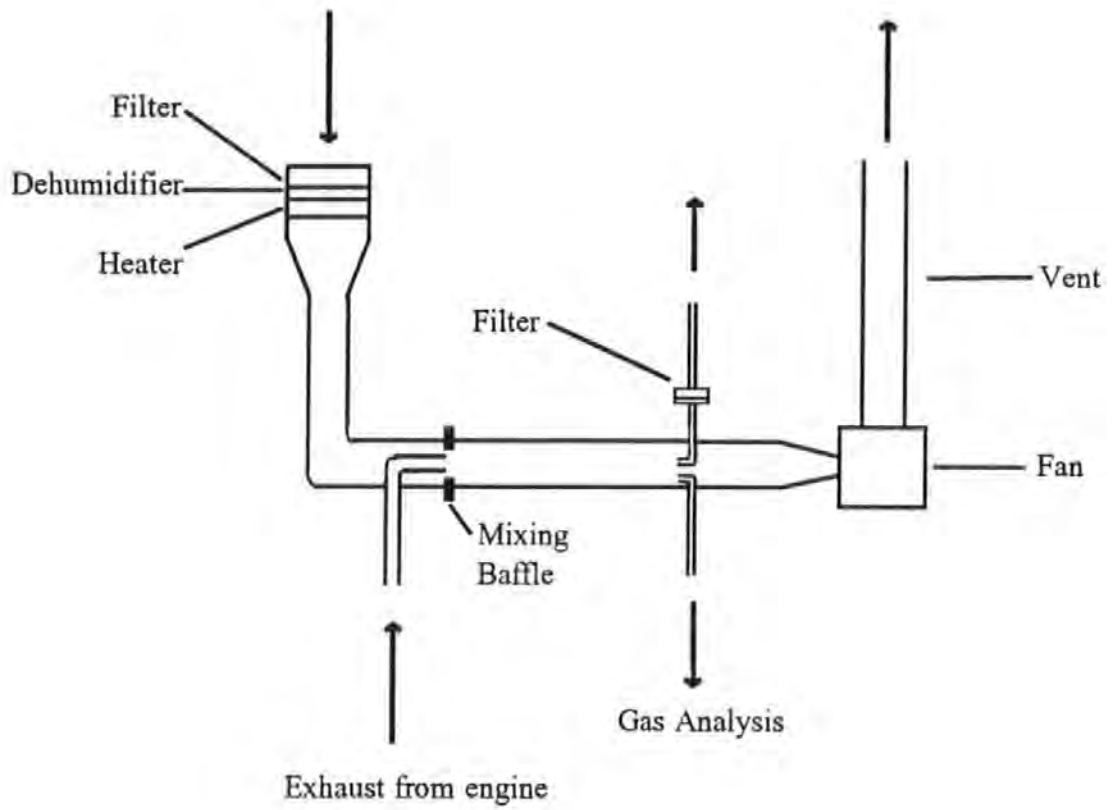 Filter
Dehumidifier
Heater
Filter
Vent
Fan
Mixing
Baffle
Gas Analysis
Exhaust from engine